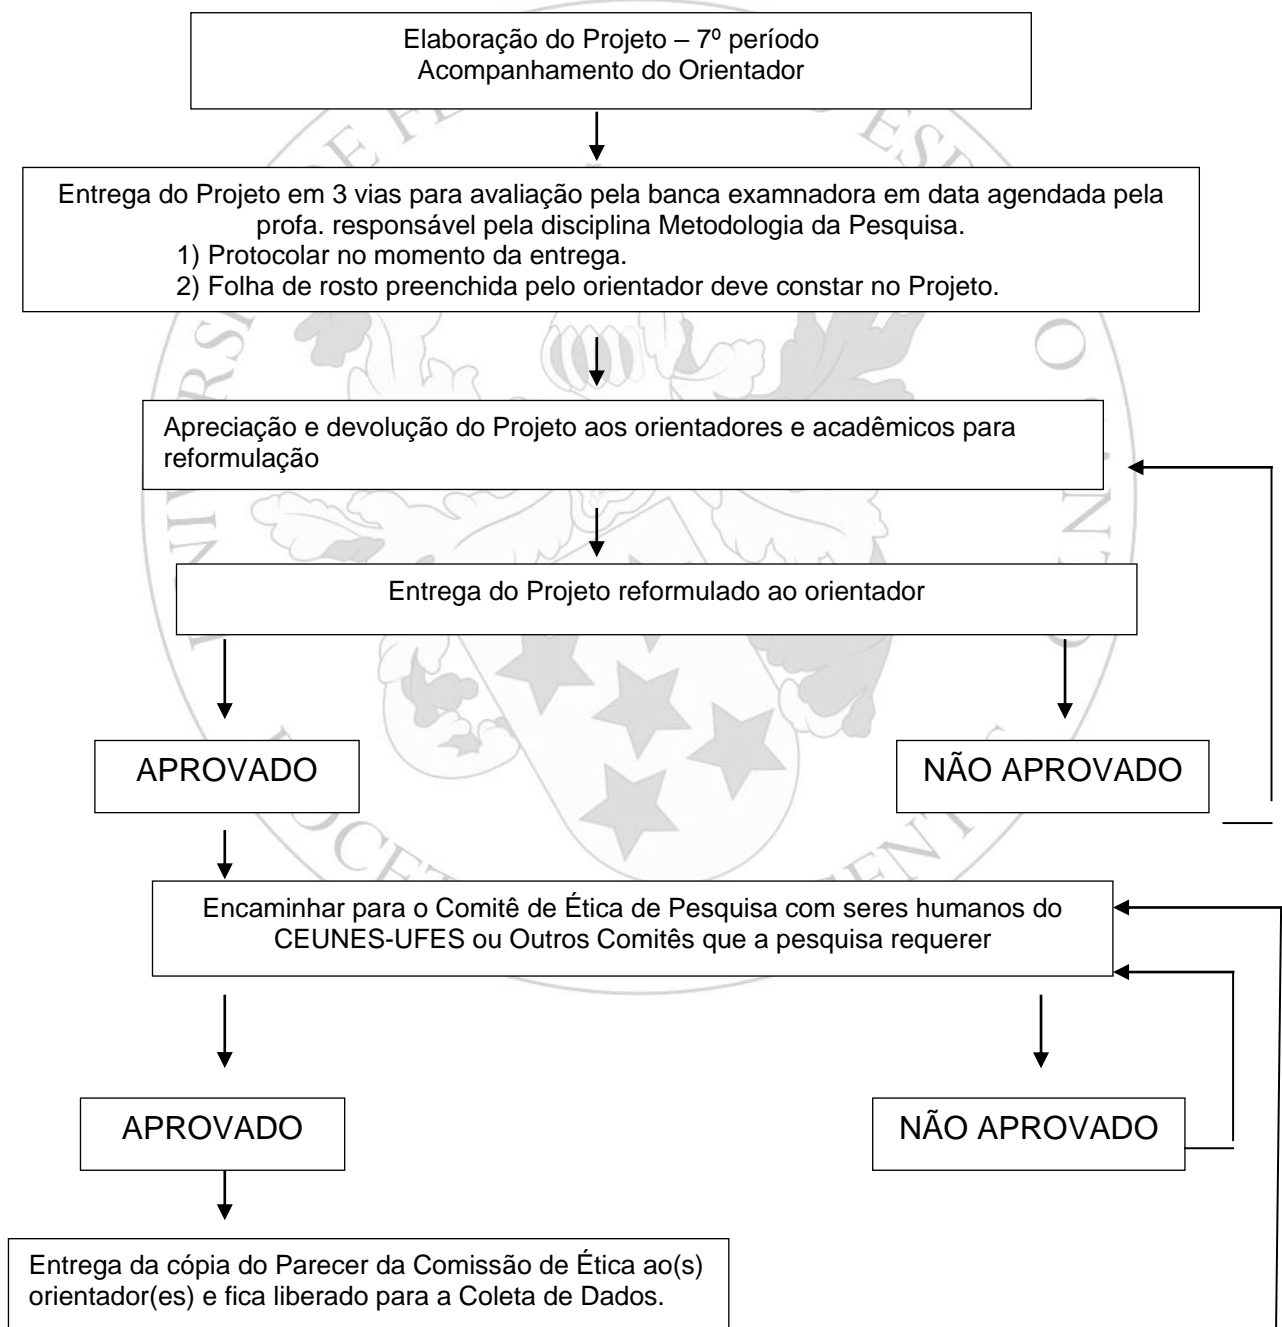 Elaboração do Projeto – 7º período
Acompanhamento do Orientador
Entrega do Projeto em 3 vias para avaliação pela banca examnadora em data agendada pela
profa. responsável pela disciplina Metodologia da Pesquisa.
1) Protocolar no momento da entrega.
2) Folha de rosto preenchida pelo orientador deve constar no Projeto.
Apreciação e devolução do Projeto aos orientadores e acadêmicos para
reformulação
Entrega do Projeto reformulado ao orientador
APROVADO
NÃO APROVADO
Encaminhar para o Comitê de Ética de Pesquisa com seres humanos do
CEUNES-UFES ou Outros Comitês que a pesquisa requerer
APROVADO
NÃO APROVADO
Entrega da cópia do Parecer da Comissão de Ética ao(s)
orientador(es) e fica liberado para a Coleta de Dados.